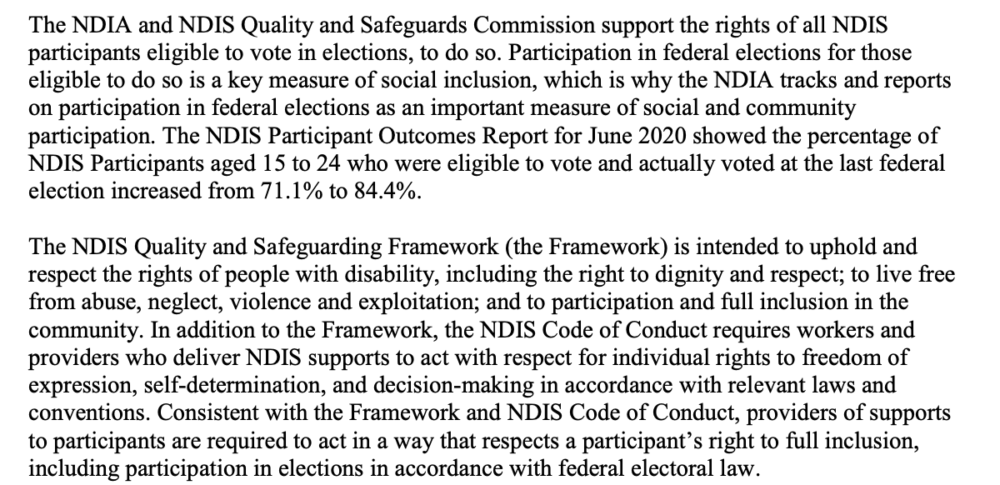 The NDIA and NDIS Quality and Safeguards Commission support the rights of all NDIS
participants eligible to vote in elections, to do so. Participation in federal elections for those
eligible to do so is a key measure of social inclusion, which is why the NDIA tracks and reports
on participation in federal elections as an important measure of social and community
participation. The NDIS Participant Outcomes Report for June 2020 showed the percentage of
NDIS Participants aged 15 to 24 who were eligible to vote and actually voted at the last federal
election increased from 71.1% to 84.4%.

The NDIS Quality and Safeguarding Framework (the Framework) is intended to uphold and
respect the rights of people with disability, including the right to dignity and respect; to live free
from abuse, neglect, violence and exploitation; and to participation and full inclusion in the
community. In addition to the Framework, the NDIS Code of Conduct requires workers and
providers who deliver NDIS supports to act with respect for individual rights to freedom of
expression, self-determination, and decision-making in accordance with relevant laws and
conventions. Consistent with the Framework and NDIS Code of Conduct, providers of supports
to participants are required to act in a way that respects a participant’s right to full inclusion,
including participation in elections in accordance with federal electoral law.